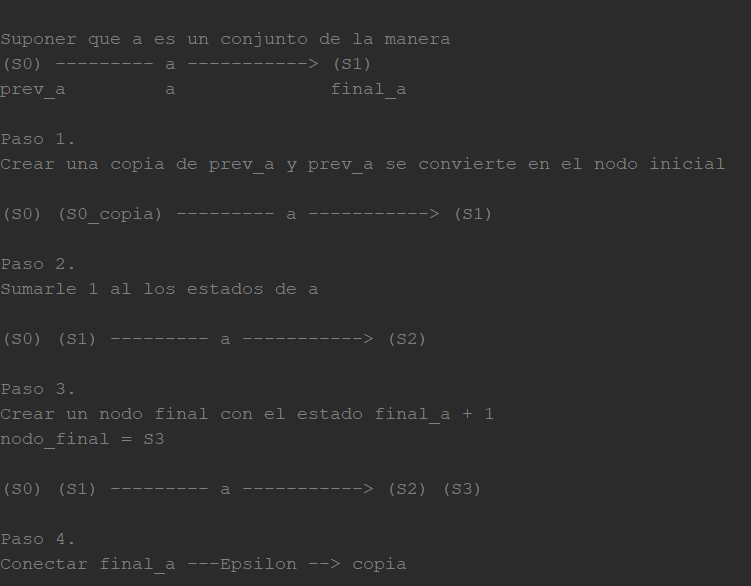 Suponer que a es un conjunto de la manera
(S0) --------- a -----------> (S1)
prev_a         a              final_a
Paso 1.
Crear una copia de prev_a y prev_a se convierte en el nodo inicial
(S0) (S0_copia) --------- a -----------> (S1)
Paso 2.
Sumarle 1 al los estados de a
(S0) (S1) --------- a -----------> (S2)
Paso 3.
Crear un nodo final con el estado final_a + 1
nodo_final = S3
(S0) (S1) --------- a -----------> (S2) (S3)
Paso 4.
Conectar final_a ---Epsilon --> copia